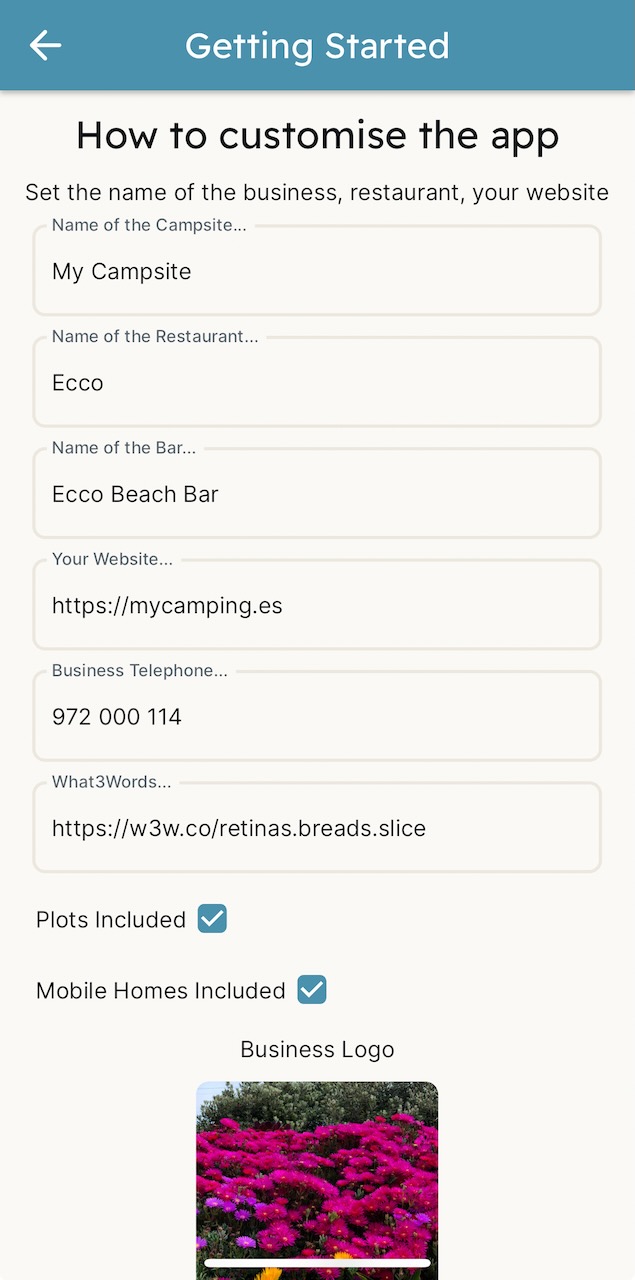 Getting Started
How to customise the app
Set the name of the business, restaurant, your website
Name of the Campsite...
My Campsite
Name of the Restaurant...
Ecco
Name of the Bar...
Ecco Beach Bar
Your Website...
https://mycamping.es
Business Telephone...
972 000 114
What3Words...
https://w3w.co/retinas.breads.slice
Plots Included
Mobile Homes Included
Business Logo